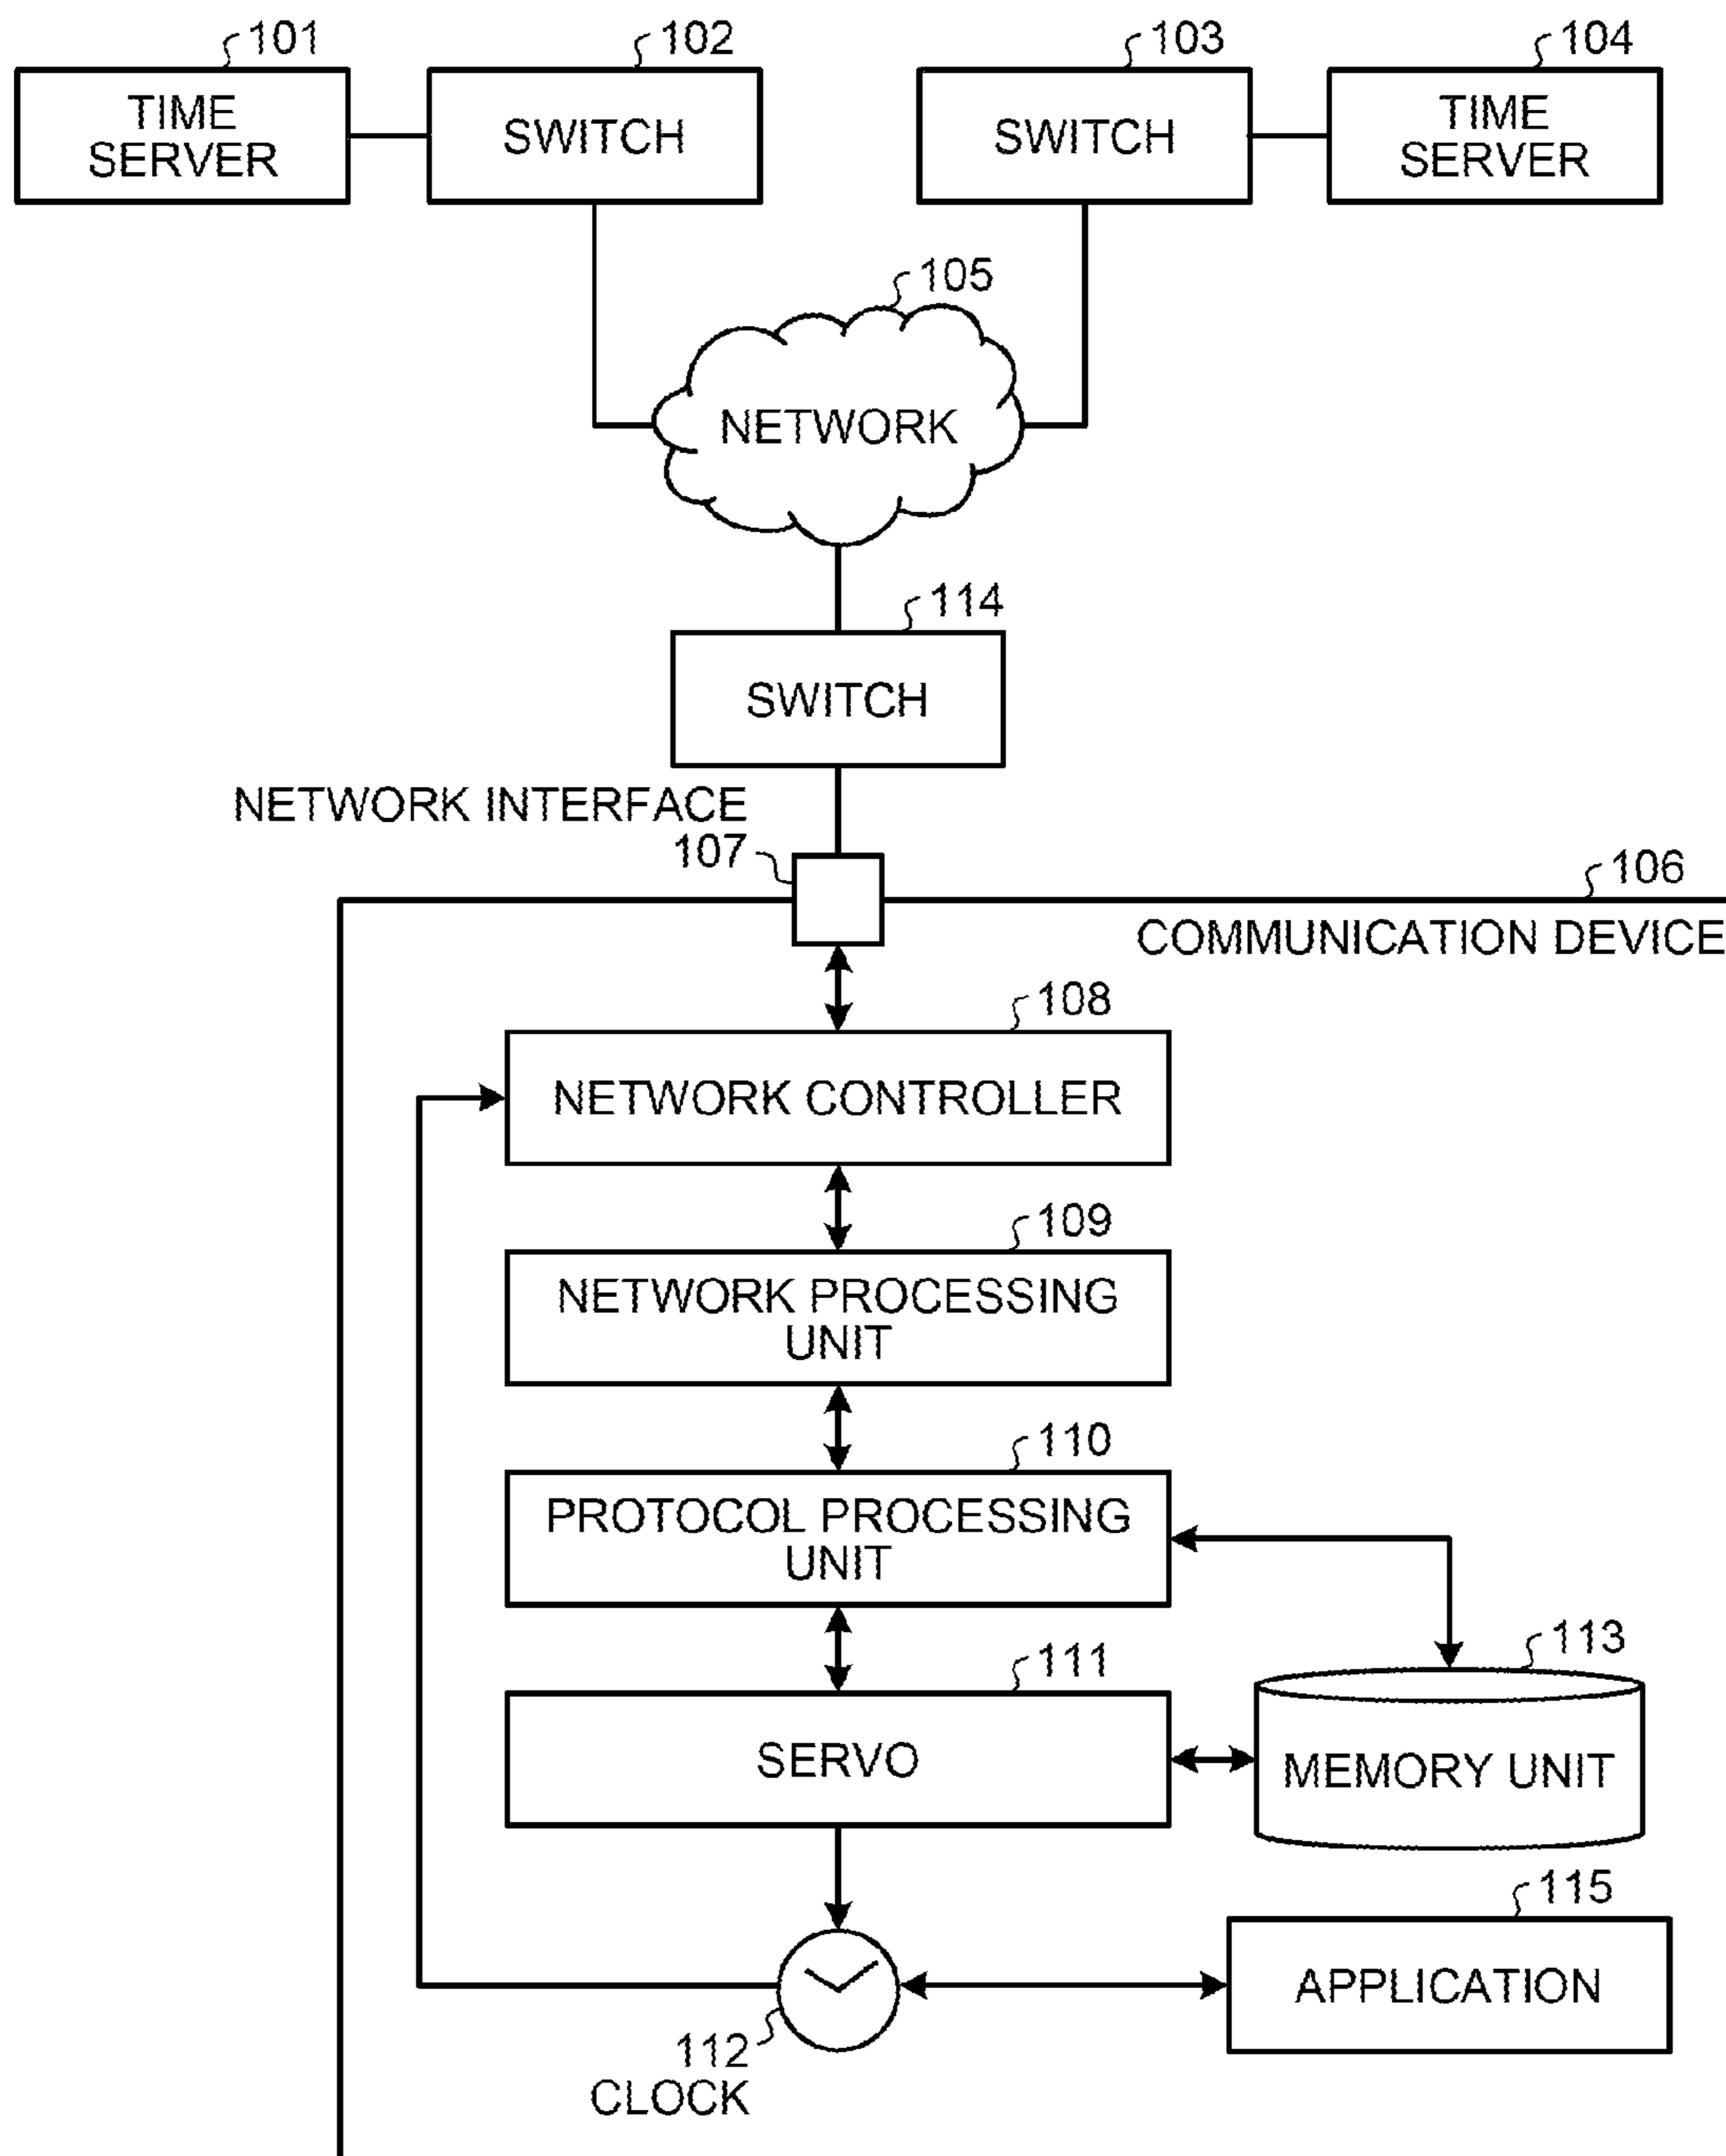 101
102
103
104
TIME
SERVER
SWITCH
SWITCH
TIME
SERVER
105
NETWORK
114
SWITCH
NETWORK INTERFACE
107
106
COMMUNICATION DEVICE
108
NETWORK CONTROLLER
109
NETWORK PROCESSING
UNIT
110
PROTOCOL PROCESSING
UNIT
111
113
SERVO
MEMORY UNIT
115
APPLICATION
112
CLOCK